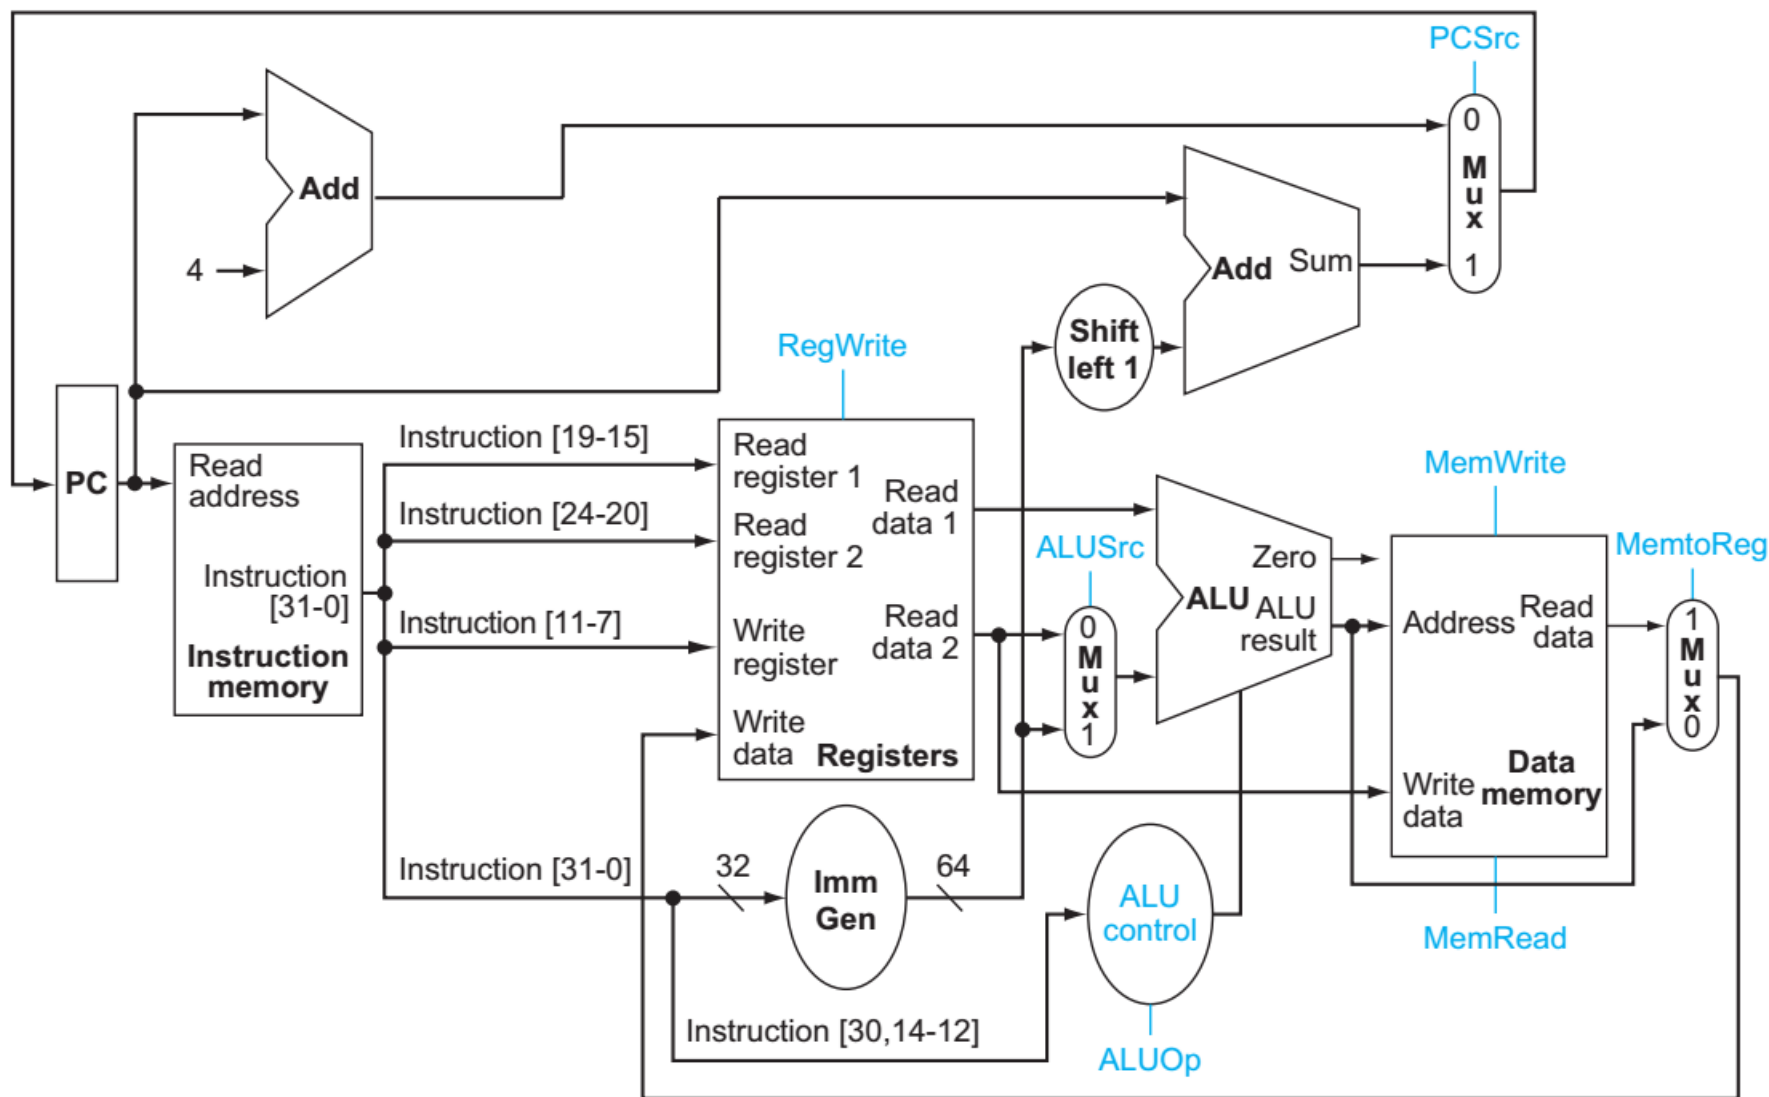 PCSrc
0
M
u
x
1
Add
4
Add
Sum
Shift
left 1
RegWrite
PC
Read
address
Instruction
[31-0]
Instruction
memory
Instruction [19-15]
Instruction [24-20]
Instruction [11-7]
Instruction [31-0]
Read
register 1
Read
register 2
Write
register
Write
data
Read
data 1
Read
data 2
Registers
ALUSrc
0
M
u
x
1
Zero
ALU
ALU
result
MemWrite
Address
Read
data
Write
data
Data
memory
MemRead
MemtoReg
1
M
u
x
0
32
Imm
Gen
64
ALU
control
Instruction [30,14-12]
ALUOp